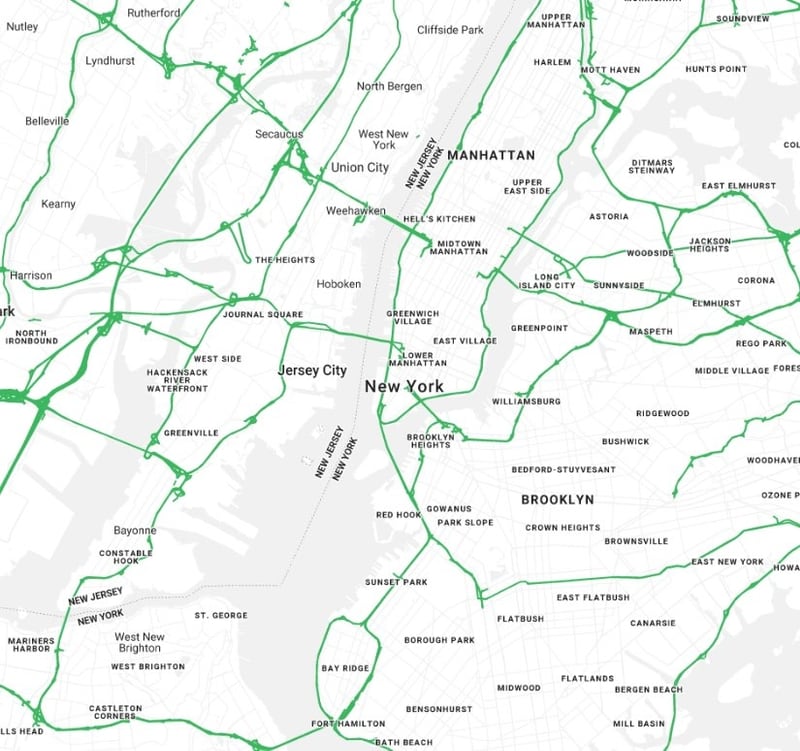 UPPER
MANHATTAN
SOUNDVIEW
Nutley
Rutherford
Cliffside Park
Lyndhurst
HARLEM
MOTT HAVEN
HUNTS POINT
North Bergen
Belleville
Secaucus
West New
York
NEW JERSEY
NEW YORK
MANHATTAN
Union City
DITMARS
STEINWAY
UPPER
EAST SIDE
EAST ELMHURST
Kearny
Weehawken
HELL'S KITCHEN
ASTORIA
MIDTOWN
MANHATTAN
JACKSON
HEIGHTS
WOODSIDE
THE HEIGHTS
Harrison
Hoboken
LONG
ISLAND CITY
SUNNYSIDE
CORONA
ELMHURST
JOURNAL SQUARE
GREENWICH
VILLAGE
NORTH
IRONBOUND
GREENPOINT
MASPETH
EAST VILLAGE
REGO PARK
WEST SIDE
LOWER
MANHATTAN
HACKENSACK
RIVER
WATERFRONT
Jersey City
MIDDLE VILLAGE
New York
WILLIAMSBURG
RIDGEWOOD
GREENVILLE
BROOKLYN
HEIGHTS
BUSHWICK
NEW JERSEY
NEW YORK
BEDFORD-STUYVESANT
BROOKLYN
RED HOOK
GOWANUS
PARK SLOPE
CROWN HEIGHTS
Bayonne
BROWNSVILLE
CONSTABLE
HOOK
EAST NEW YORK
SUNSET PARK
NEW JERSEY
NEW YORK
EAST FLATBUSH
ST. GEORGE
FLATBUSH
CANARSIE
MARINERS
HARBOR
West New
Brighton
BOROUGH PARK
WEST BRIGHTON
BAY RIDGE
FLATLANDS
MIDWOOD
BERGEN BEACH
CASTLETON
CORNERS
BENSONHURST
FORT HAMILTON
MILL BASIN
BATH BEACH